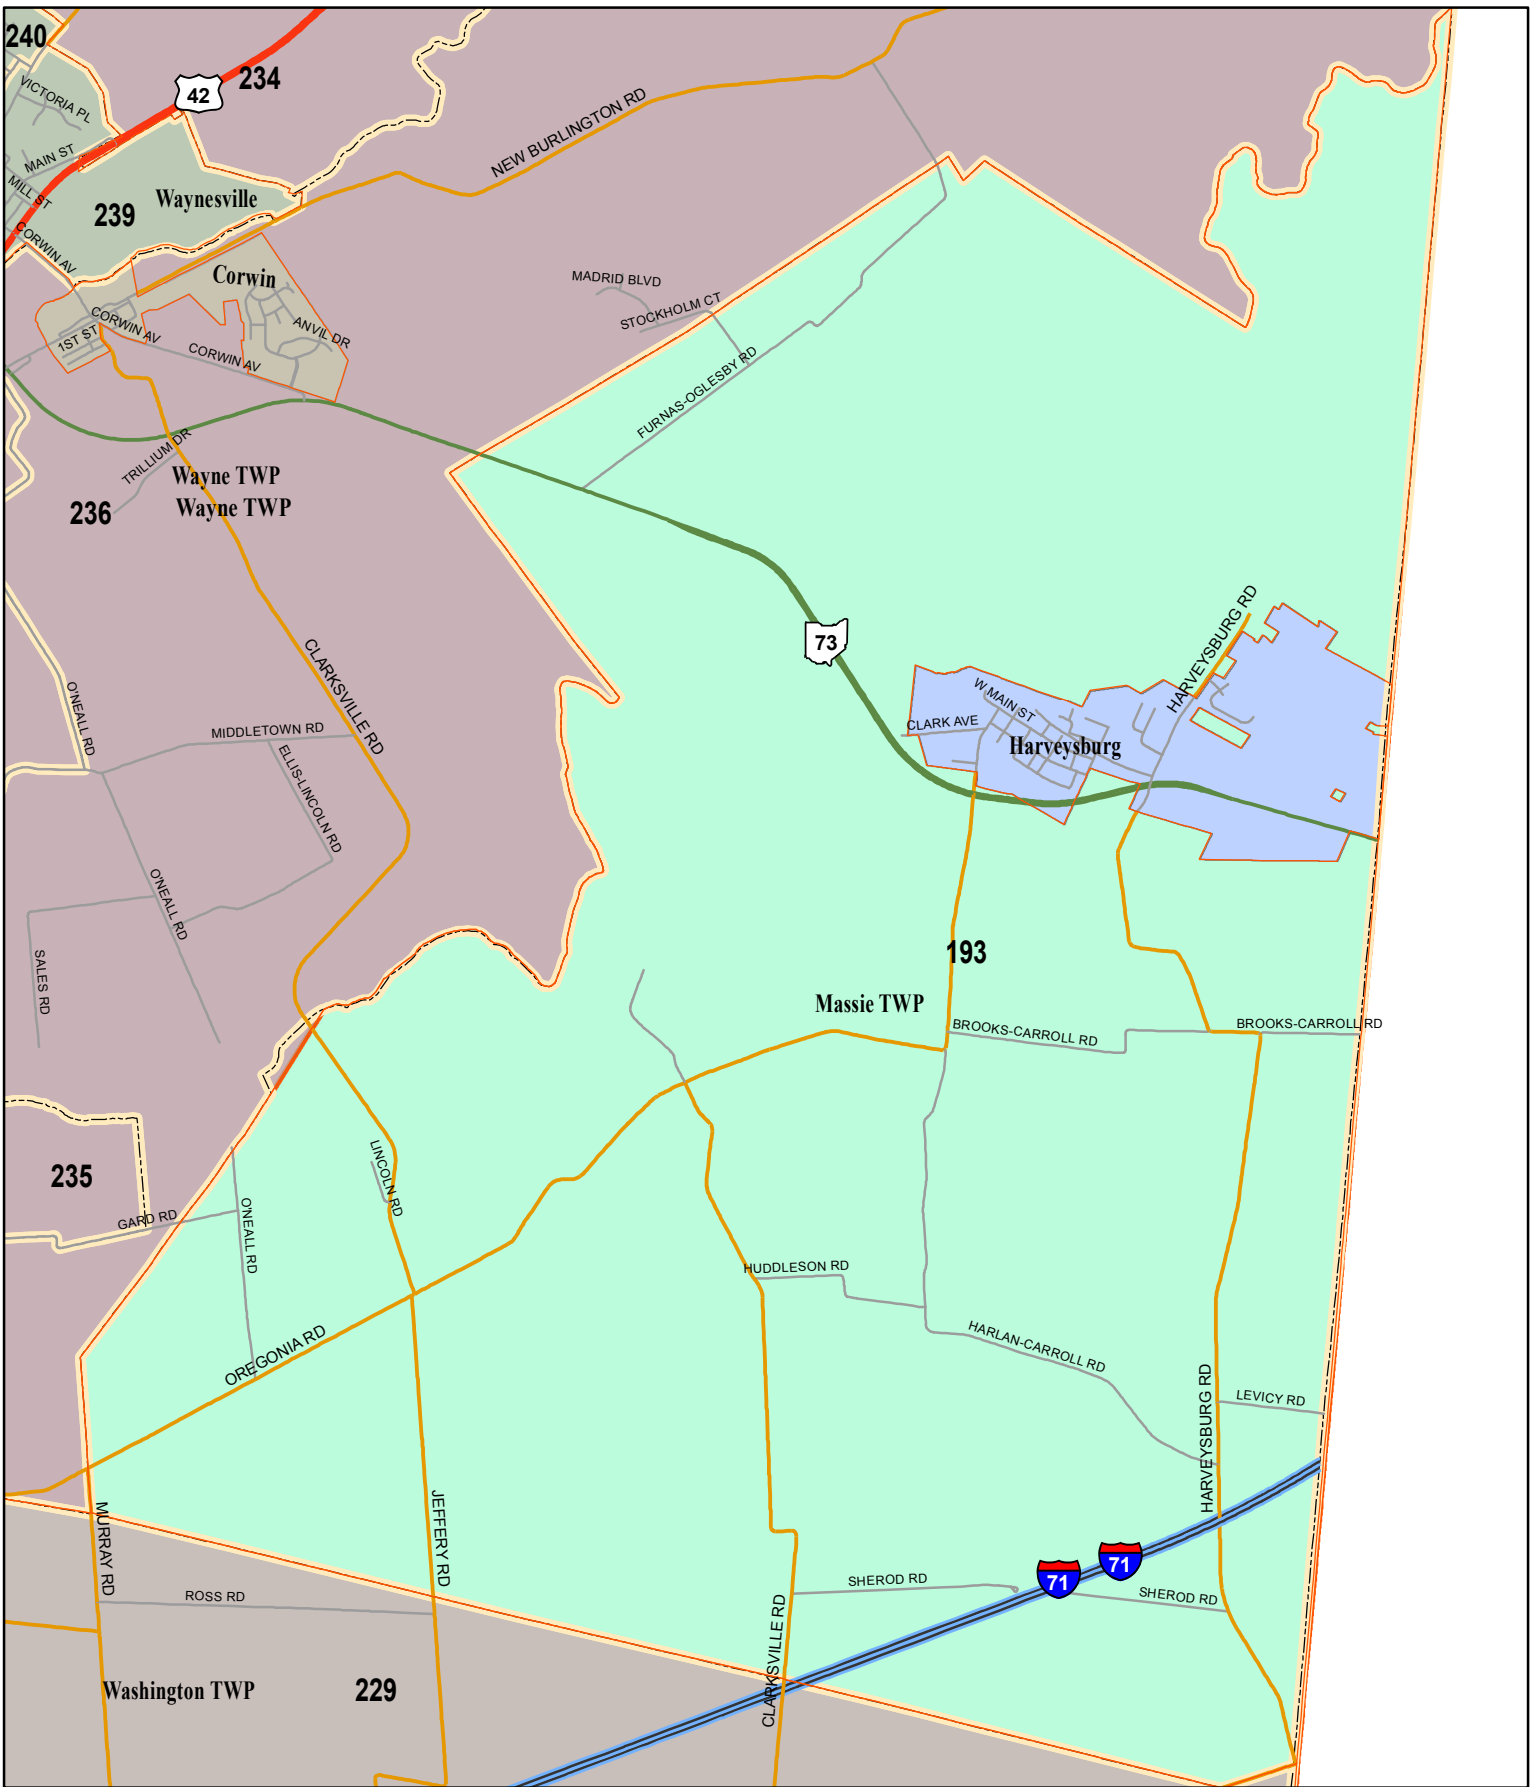 240
VICTORIA PL
42
234
MAIN ST
MILL ST
239
Waynesville
NEW BURLINGTON RD
CORWIN AV
Corwin
MADRID BLVD
STOCKHOLM CT
1ST ST
CORWIN AV
CORWIN AV
ANVIL DR
FURNAS-OGLESBY RD
TRILLIUM DR
Wayne TWP
236
Wayne TWP
CLARKSVILLE RD
73
HARVEYSBURG RD
O'NEALL RD
MIDDLETOWN RD
ELLIS-LINCOLN RD
W MAIN ST
CLARK AVE
Harveysburg
O'NEALL RD
SALES RD
193
Massie TWP
BROOKS-CARROLL RD
BROOKS-CARROLL RD
235
LINCOLN RD
GARD RD
O'NEALL RD
HUDDLESON RD
OREGONIA RD
HARLAN-CARROLL RD
HARVEYSBURG RD
LEVICY RD
MURRAY RD
JEFFERY RD
ROSS RD
SHEROD RD
71
71
SHEROD RD
CLARKSVILLE RD
Washington TWP
229